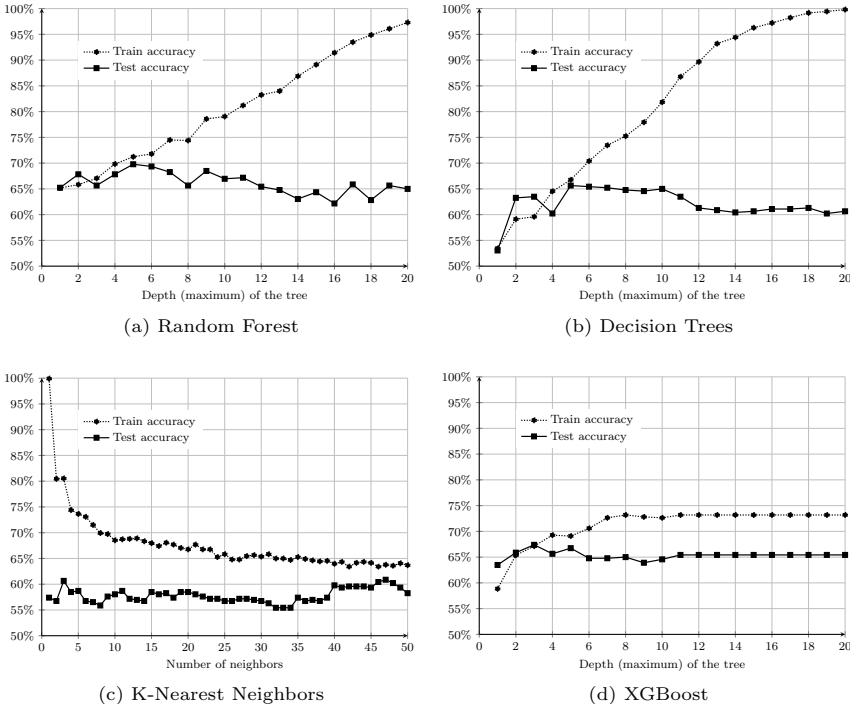 100%
95%
90%
85%
80%
75%
70%
65%
60%
55%
50%
Train accuracy
Test accuracy
0 2 4 6 8 10 12 14 16 18 20
Depth (maximum) of the tree
(a) Random Forest
100%
95%
90%
85%
80%
75%
70%
65%
60%
55%
50%
Train accuracy
Test accuracy
0 2 4 6 8 10 12 14 16 18 20
Depth (maximum) of the tree
(b) Decision Trees
100%
95%
90%
85%
80%
75%
70%
65%
60%
55%
50%
Train accuracy
Test accuracy
0 5 10 15 20 25 30 35 40 45 50
Number of neighbors
(c) K-Nearest Neighbors
100%
95%
90%
85%
80%
75%
70%
65%
60%
55%
50%
Train accuracy
Test accuracy
0 2 4 6 8 10 12 14 16 18 20
Depth (maximum) of the tree
(d) XGBoost